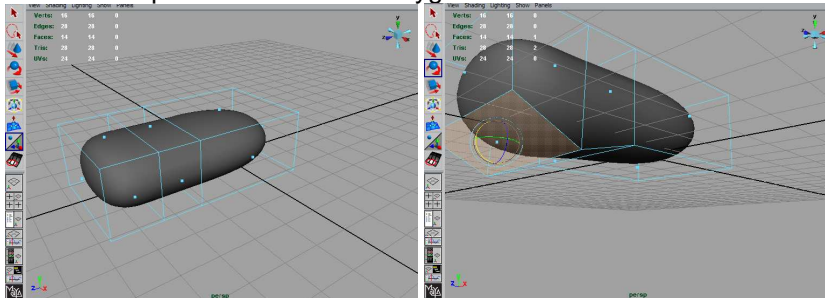 View Shading Lighting Show Panels
Verts: 16 16 0
Edges: 28 28 0
Faces: 14 14 0
Tris: 28 28 0
UVs: 24 24 0
y
z
z x
persp
View Shading Lighting Show Panels
Verts: 16 16 0
Edges: 28 28 0
Faces: 14 14 1
Tris: 28 28 2
UVs: 24 24 0
y
z
z x
persp